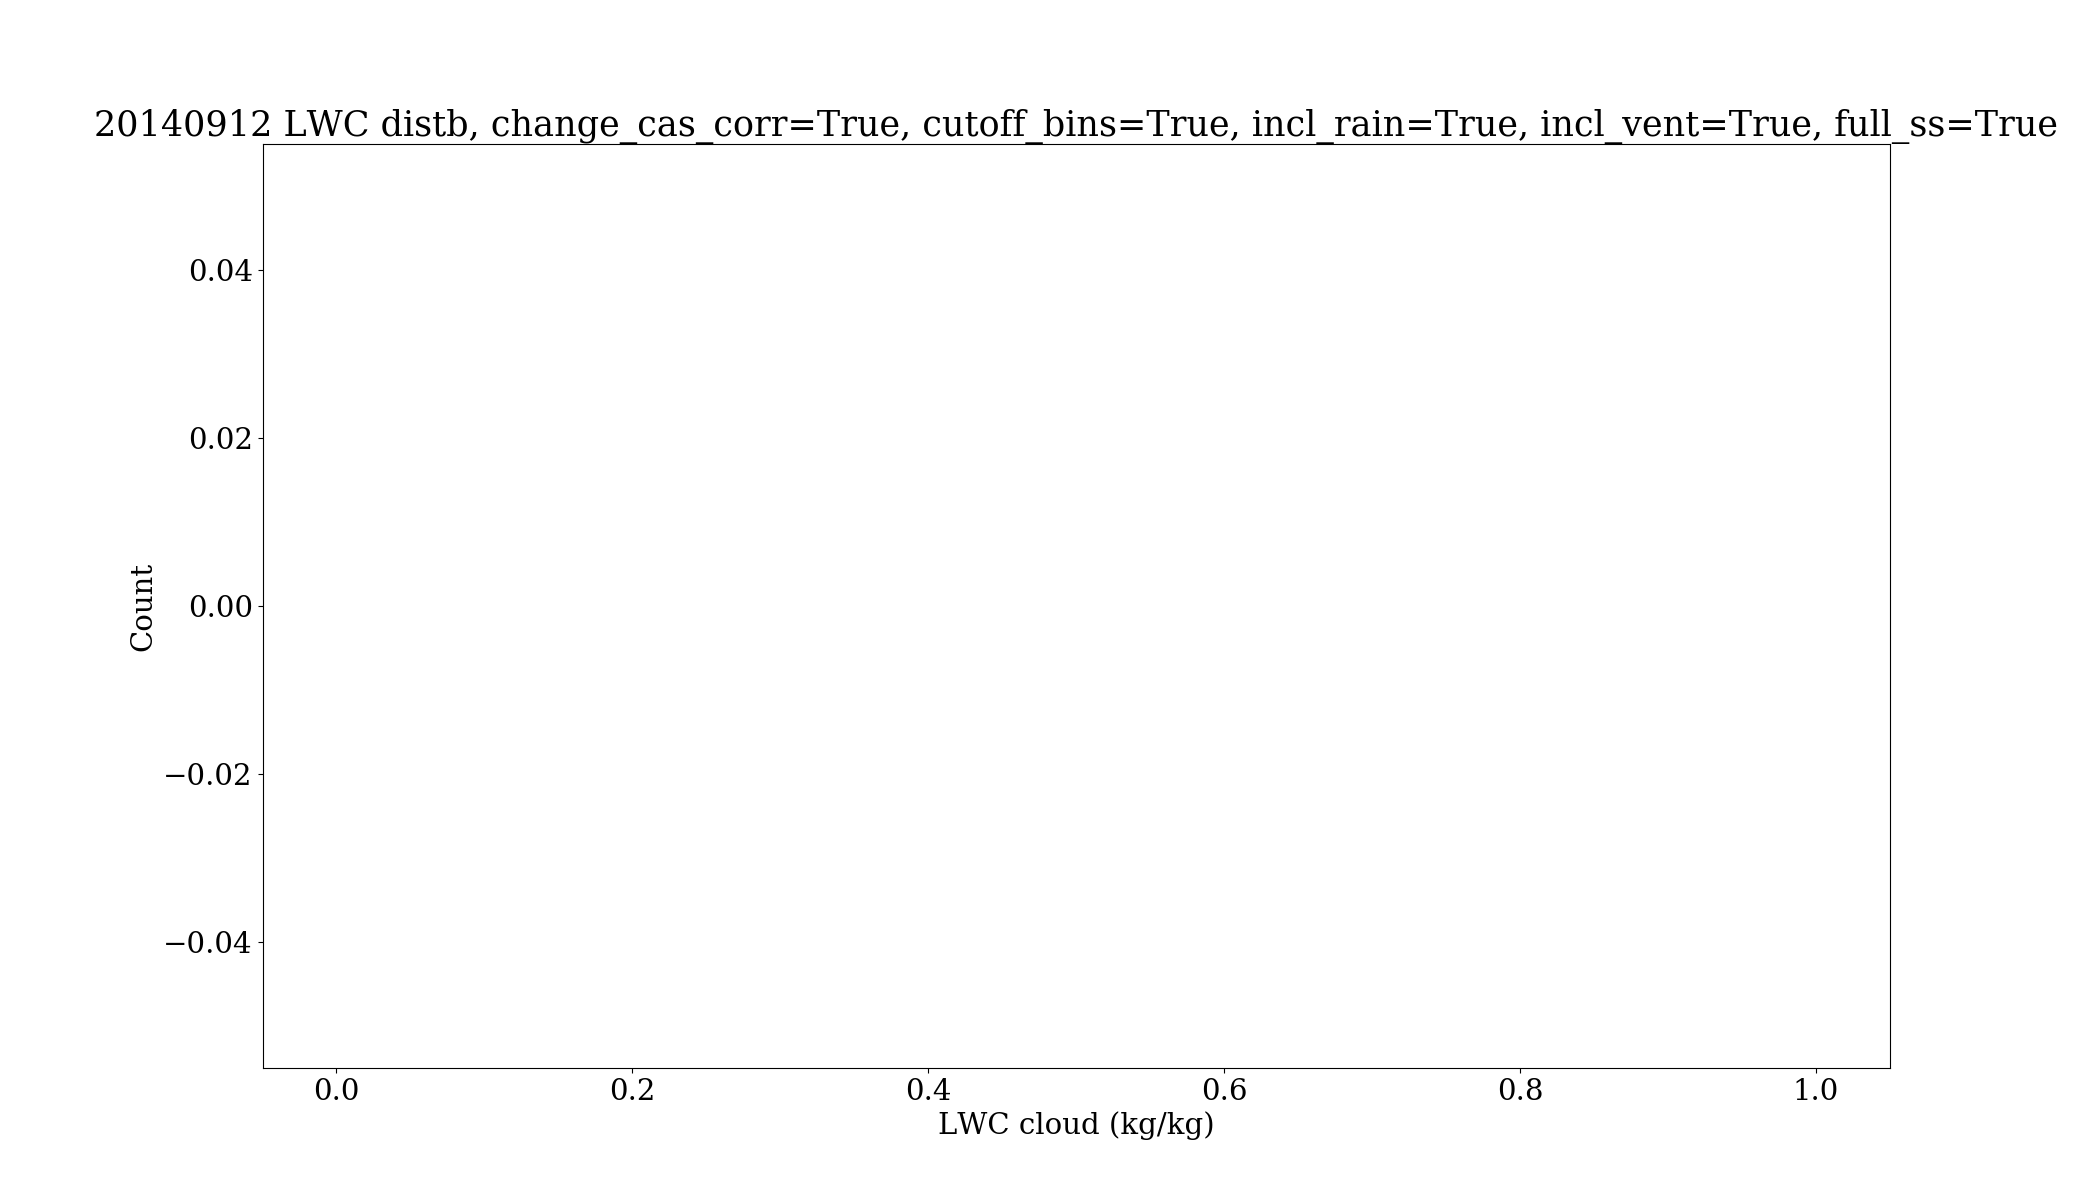 20140912 LWC distb, change_cas_corr=True, cutoff_bins=True, incl_rain=True, incl_vent=True, full_ss=True
0.04
0.02
0.00
−0.02
−0.04
Count
0.0 0.2 0.4 0.6 0.8 1.0
LWC cloud (kg/kg)